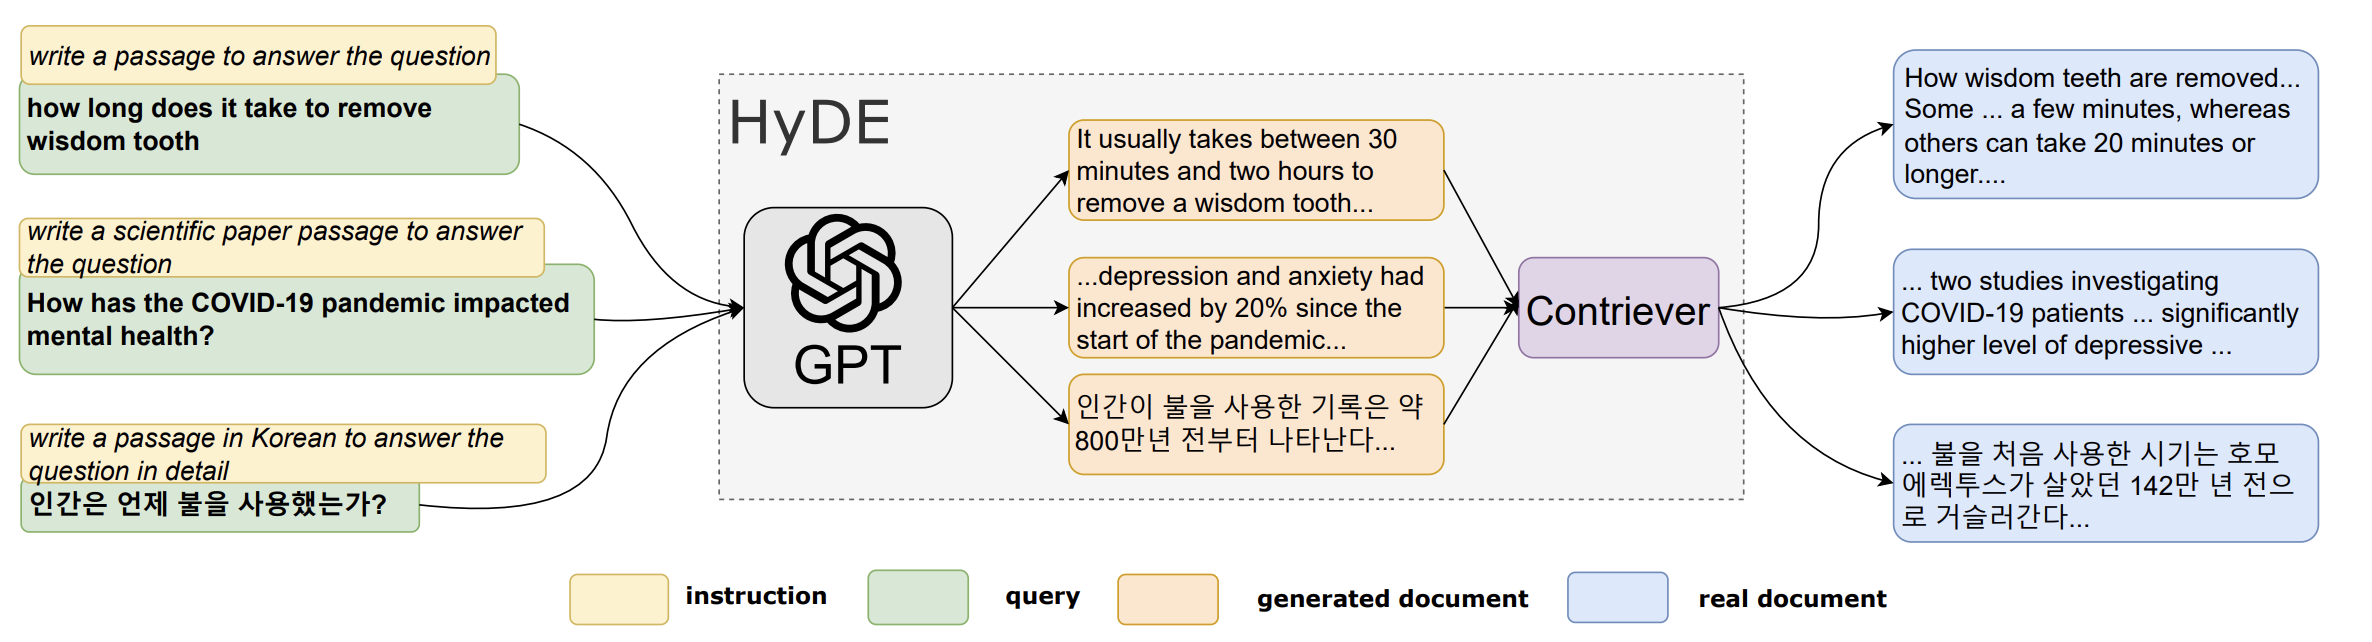 write a passage to answer the question
how long does it take to remove
wisdom tooth
write a scientific paper passage to answer
the question
How has the COVID-19 pandemic impacted
mental health?
write a passage in Korean to answer the
question in detail
인간은 언제 불을 사용했는가?
HyDE
GPT
It usually takes between 30
minutes and two hours to
remove a wisdom tooth...
...depression and anxiety had
increased by 20% since the
start of the pandemic...
인간이 불을 사용한 기록은 약
800만년 전부터 나타난다...
Contriever
How wisdom teeth are removed...
Some ... a few minutes, whereas
others can take 20 minutes or
longer....
... two studies investigating
COVID-19 patients ... significantly
higher level of depressive ...
... 불을 처음 사용한 시기는 호모
에렉투스가 살았던 142만 년 전으
로 거슬러간다...
instruction
query
generated document
real document